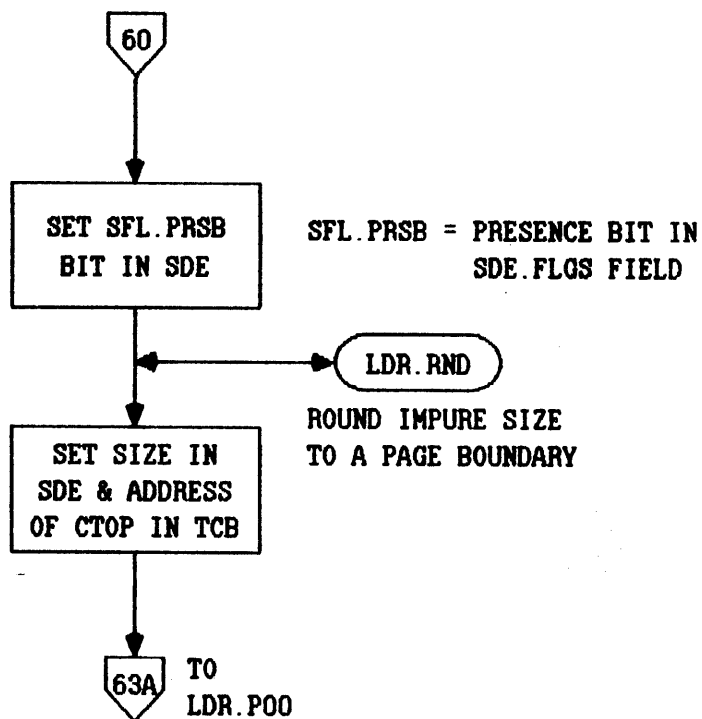 60
SET SFL.PRSB
BIT IN SDE
SFL.PRSB = PRESENCE BIT IN
SDE.FLGS FIELD
LDR.RND
ROUND IMPURE SIZE
TO A PAGE BOUNDARY
SET SIZE IN
SDE & ADDRESS
OF CTOP IN TCB
63A
TO
LDR.POO